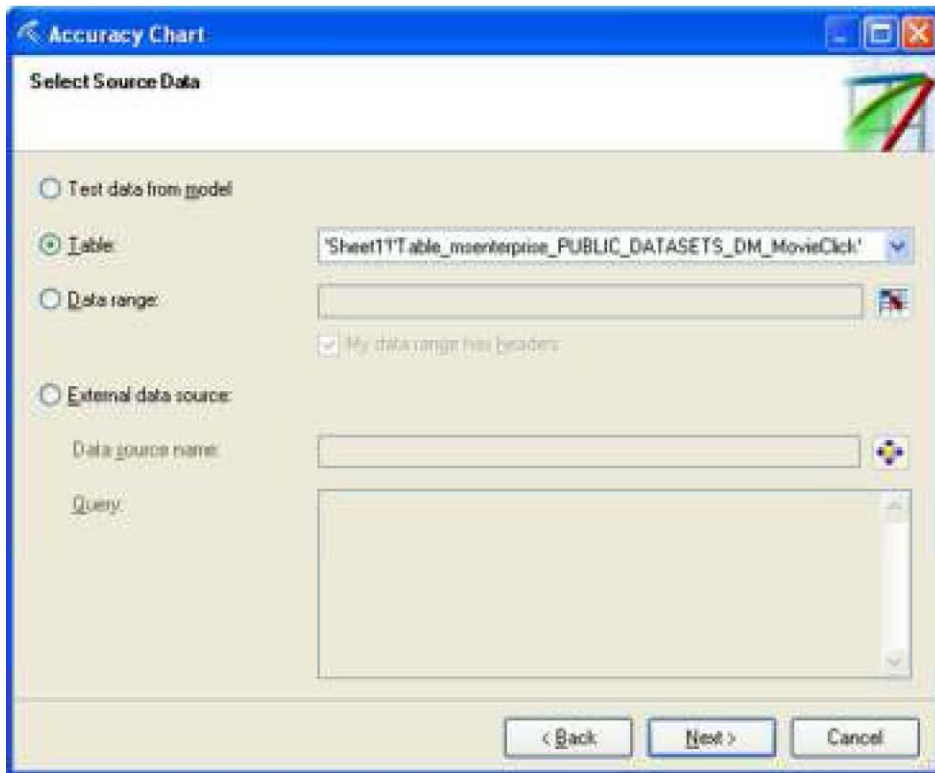 Accuracy Chart
Select Source Data
Test data from model
Table: 'Sheet1'!'Table_msenterprise_PUBLIC_DATASETS_DM_MovieClick'
Data range:
My data range has headers
External data source:
Data source name:
Query:
< Back Next > Cancel